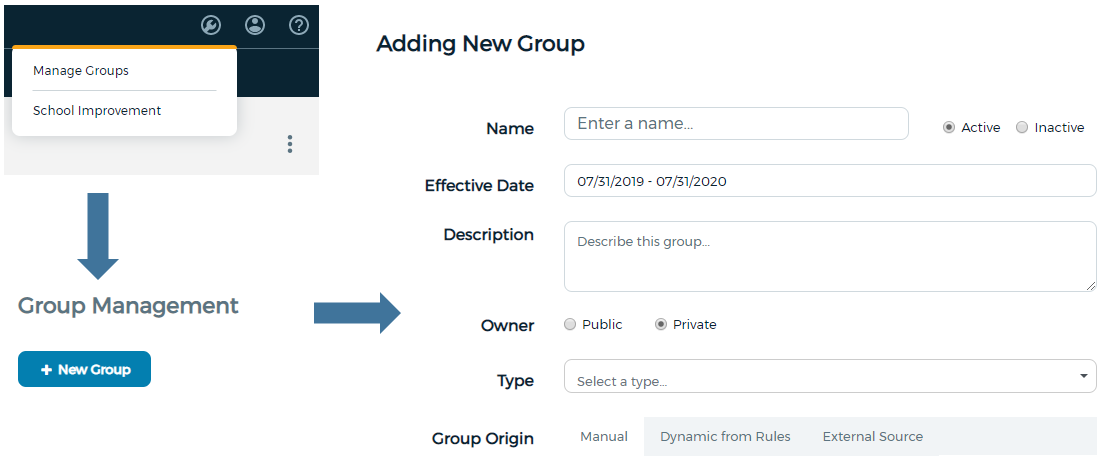 Manage Groups
School Improvement
Group Management
+ New Group
Adding New Group
Name Enter a name... Active Inactive
Effective Date 07/31/2019 - 07/31/2020
Description Describe this group...
Owner Public Private
Type Select a type...
Group Origin Manual Dynamic from Rules External Source